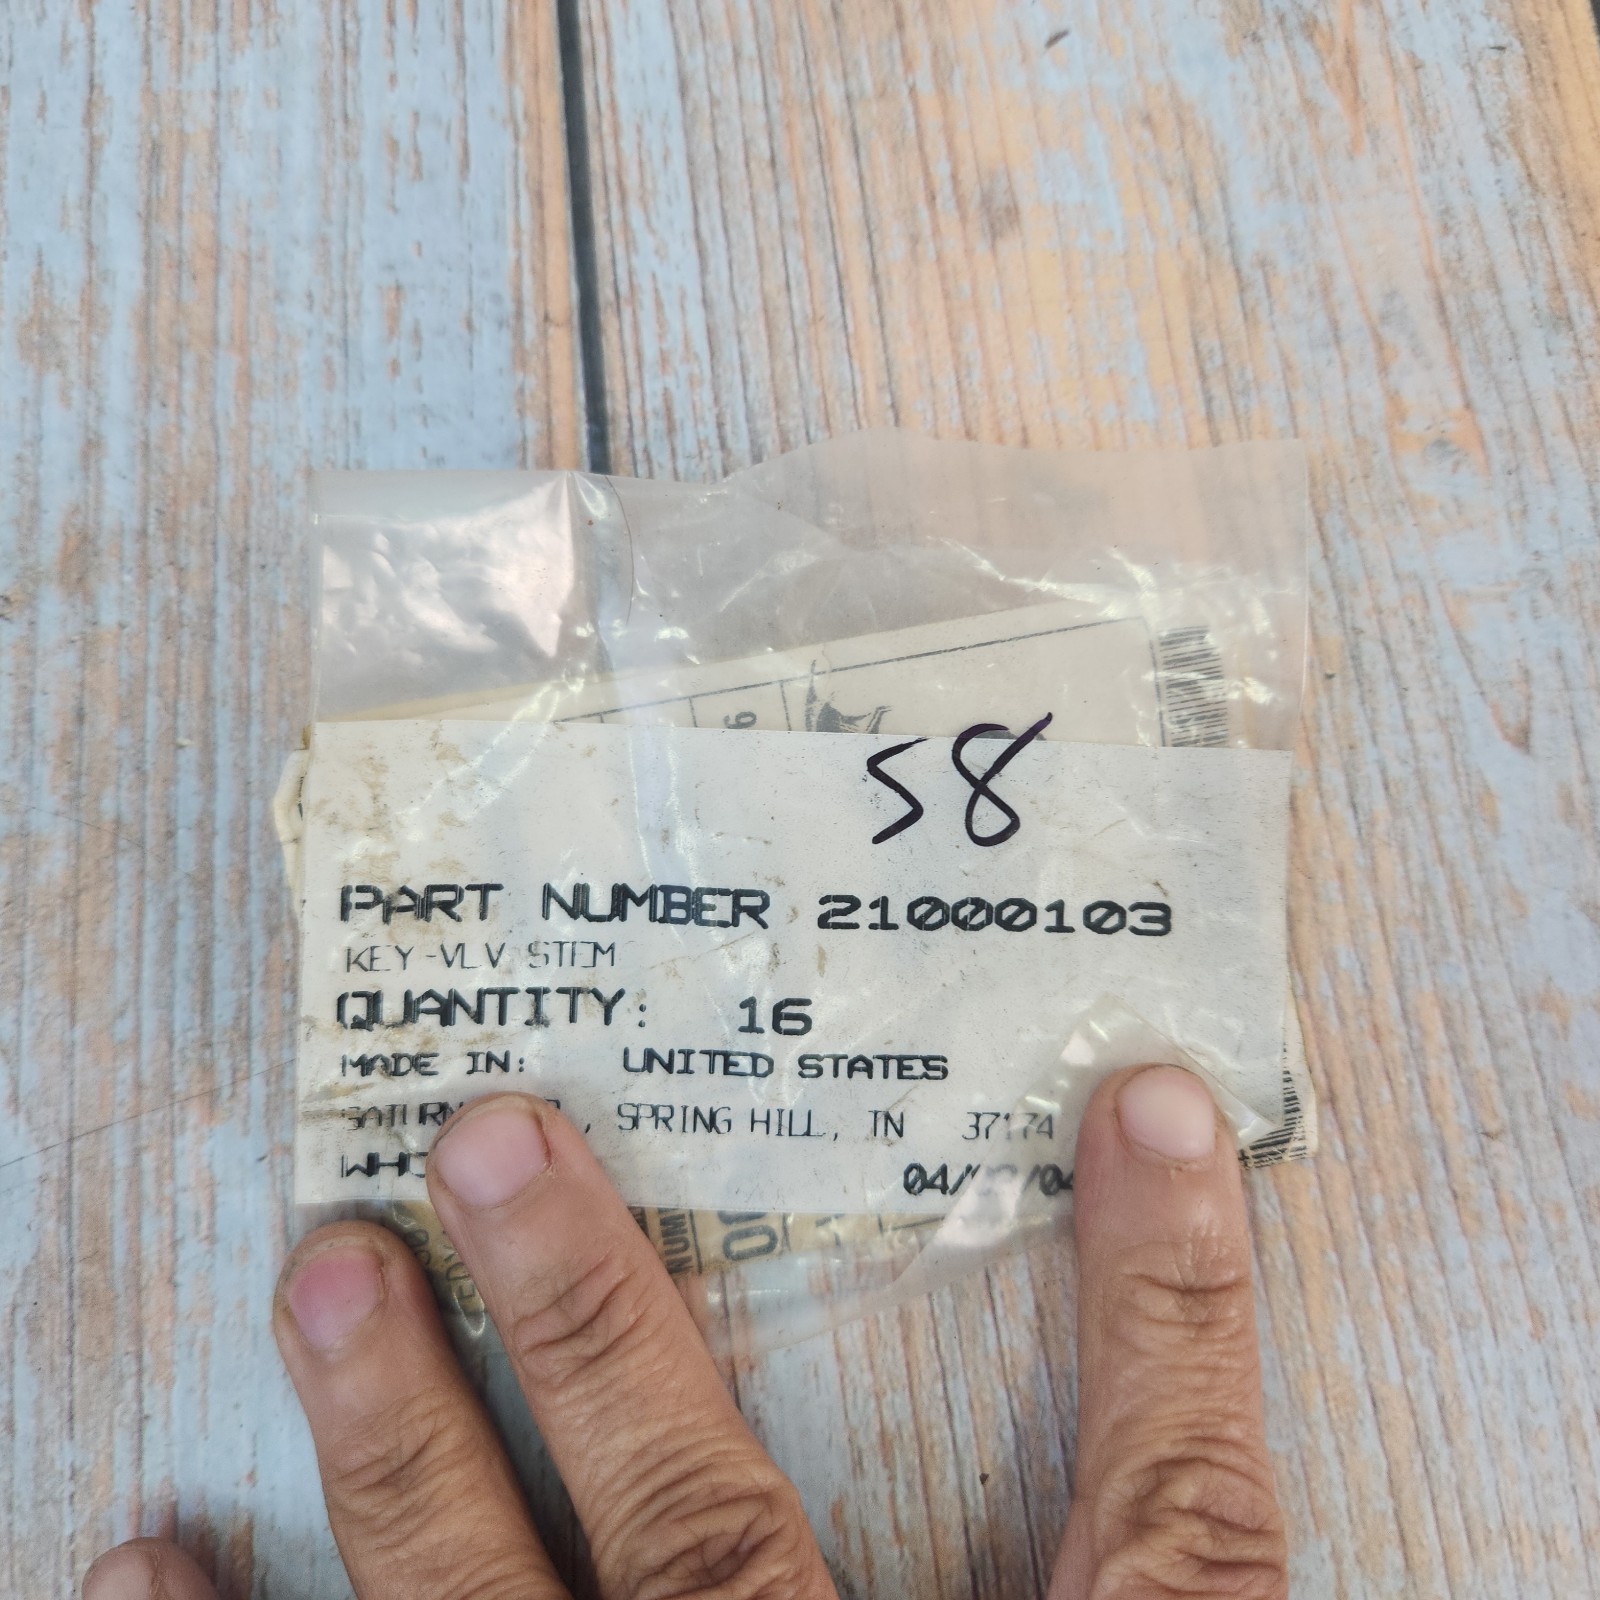 58
PART NUMBER 21000103
KEY-VLV STEM
QUANTITY: 16
MADE IN: UNITED STATES
SPRING HILL, TN 37174